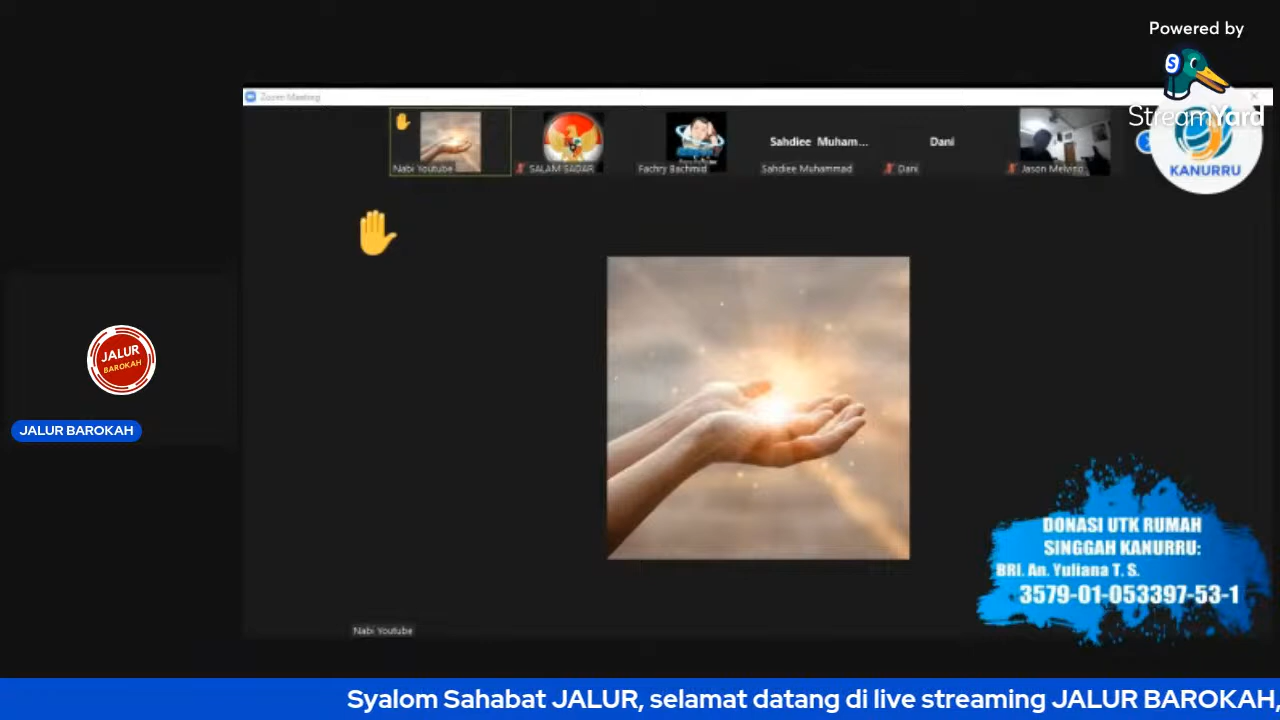 Powered by
StreamYard
Zoom Meeting
Sahdiee Muham...
Dani
Nabi Youtube
SALAM SADAR
Fachry Bachmid
Sahdiee Muhammad
Dani
Jason Melvino
KANURRU
JALUR
BAROKAH
JALUR BAROKAH
DONASI UTK RUMAH
SINGGAH KANURRU:
BRI. An. Yuliana T. S.
3579-01-053397-53-1
Nabi Youtube
Syalom Sahabat JALUR, selamat datang di live streaming JALUR BAROKAH,